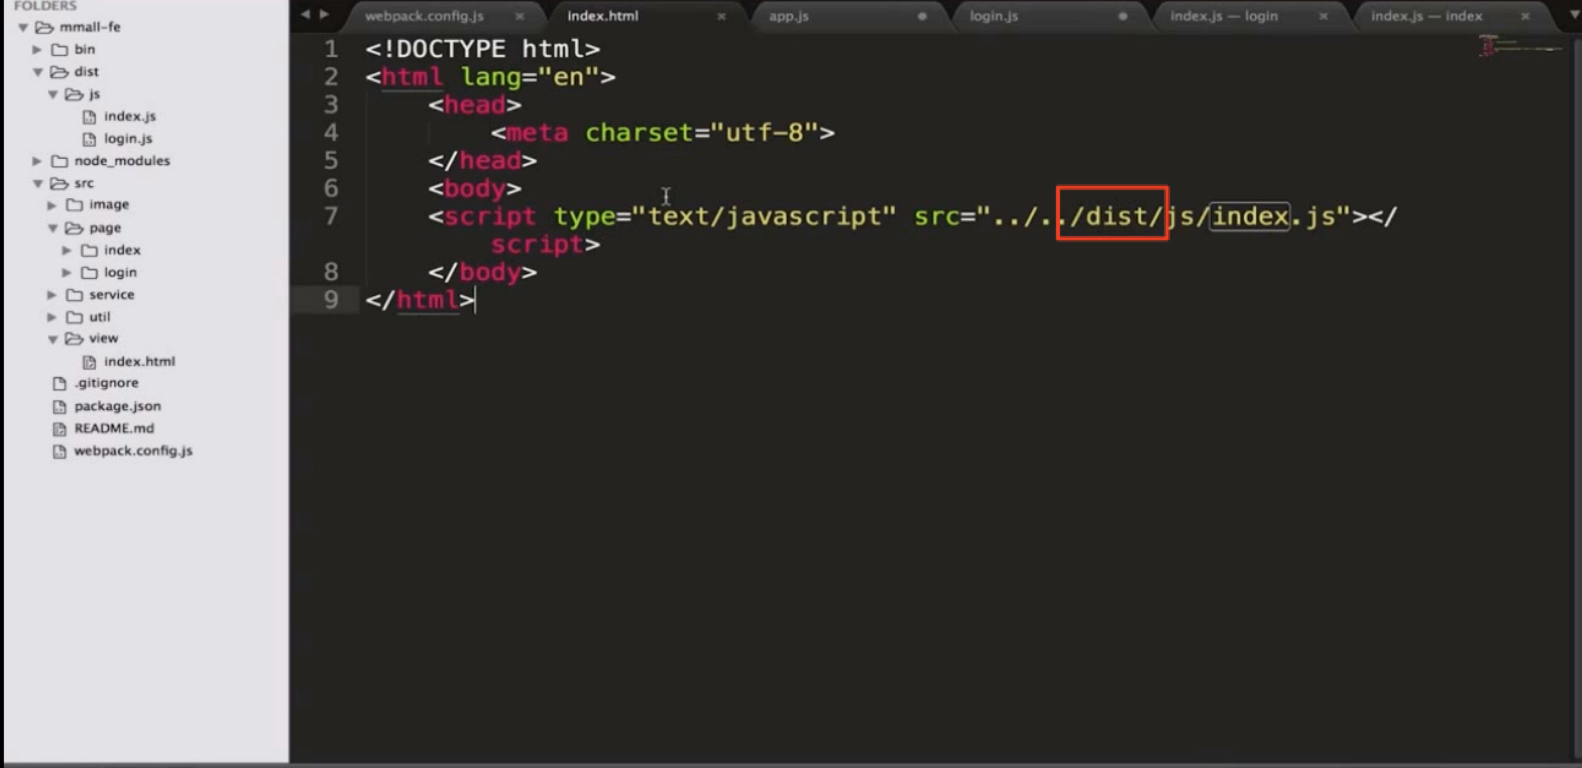 FOLDERS
mmall-fe
bin
dist
js
index.js
login.js
node_modules
src
image
page
index
login
service
util
view
index.html
.gitignore
package.json
README.md
webpack.config.js
webpack.config.js × index.html × app.js login.js index.js — login × index.js — index ×
1 <!DOCTYPE html>
2 <html lang="en">
3 <head>
4 <meta charset="utf-8">
5 </head>
6 <body>
7 <script type="text/javascript" src="../../dist/js/index.js"></
script>
8 </body>
9 </html>